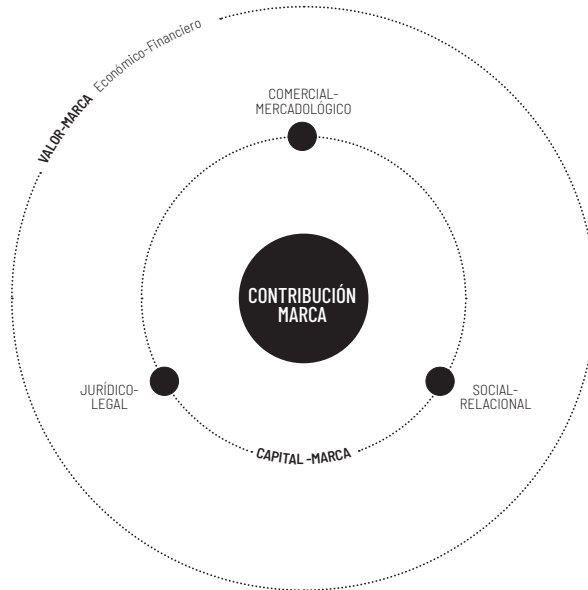 VALOR-MARCA Económico-Financiero
COMERCIAL-
MERCADOLÓGICO
CONTRIBUCIÓN
MARCA
JURÍDICO-
LEGAL
SOCIAL-
RELACIONAL
CAPITAL -MARCA